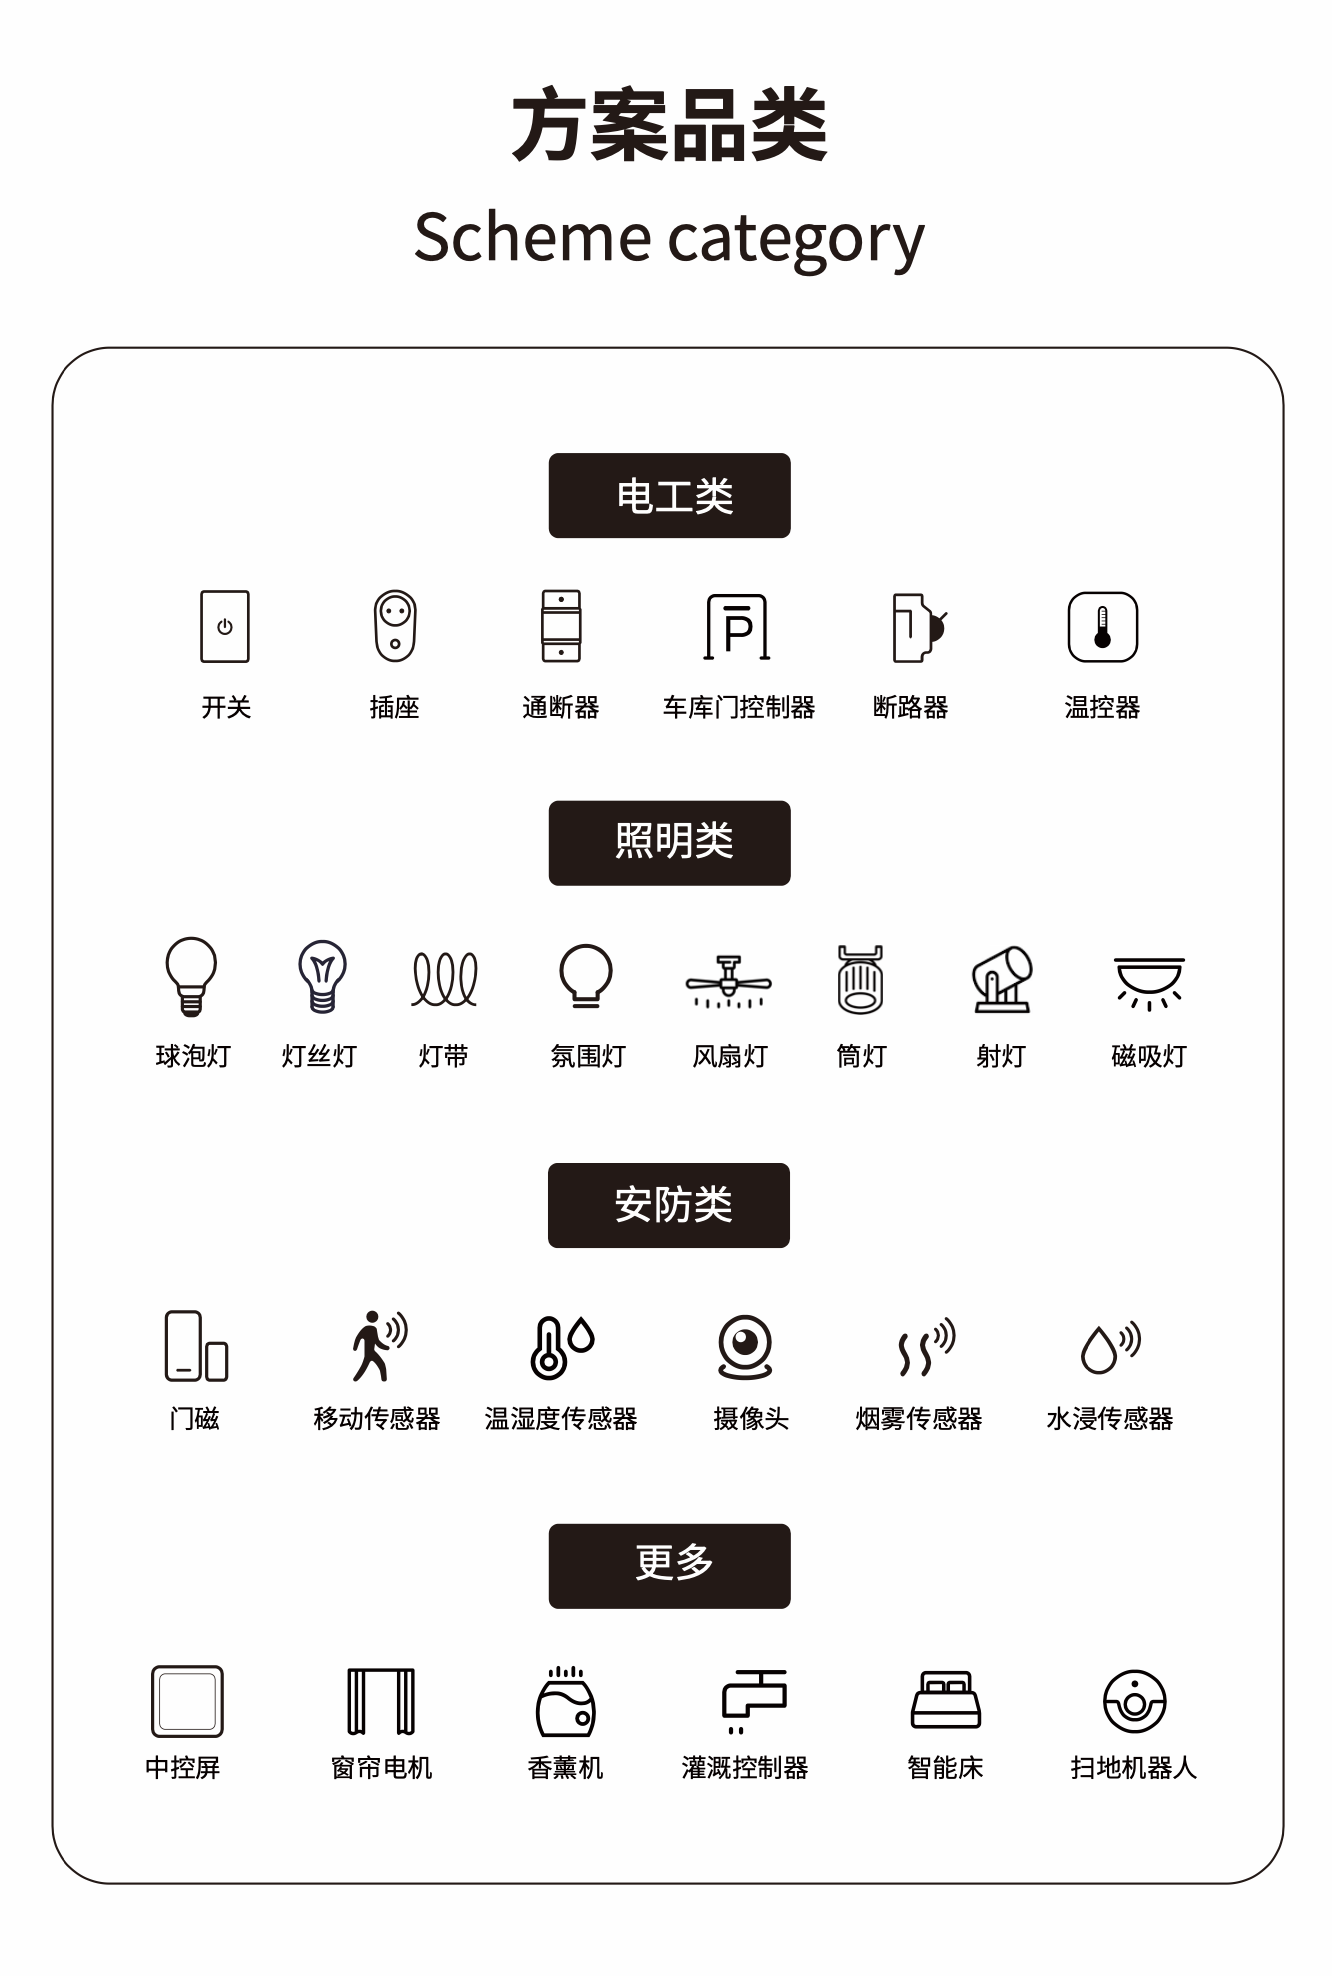 方案品类
Scheme category
电工类
开关 插座 通断器 车库门控制器 断路器 温控器
照明类
球泡灯 灯丝灯 灯带 氛围灯 风扇灯 筒灯 射灯 磁吸灯
安防类
门磁 移动传感器 温湿度传感器 摄像头 烟雾传感器 水浸传感器
更多
中控屏 窗帘电机 香薰机 灌溉控制器 智能床 扫地机器人